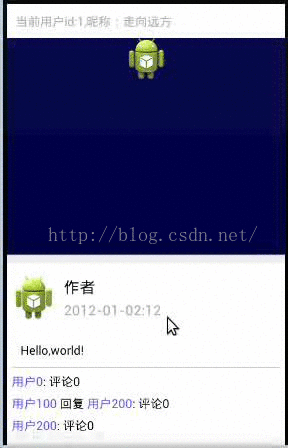 当前用户id:1,昵称：走向远方
http://blog.csdn.net/
作者
2012-01-02:12
Hello,world!
用户0: 评论0
用户100 回复 用户200: 评论0
用户200: 评论0